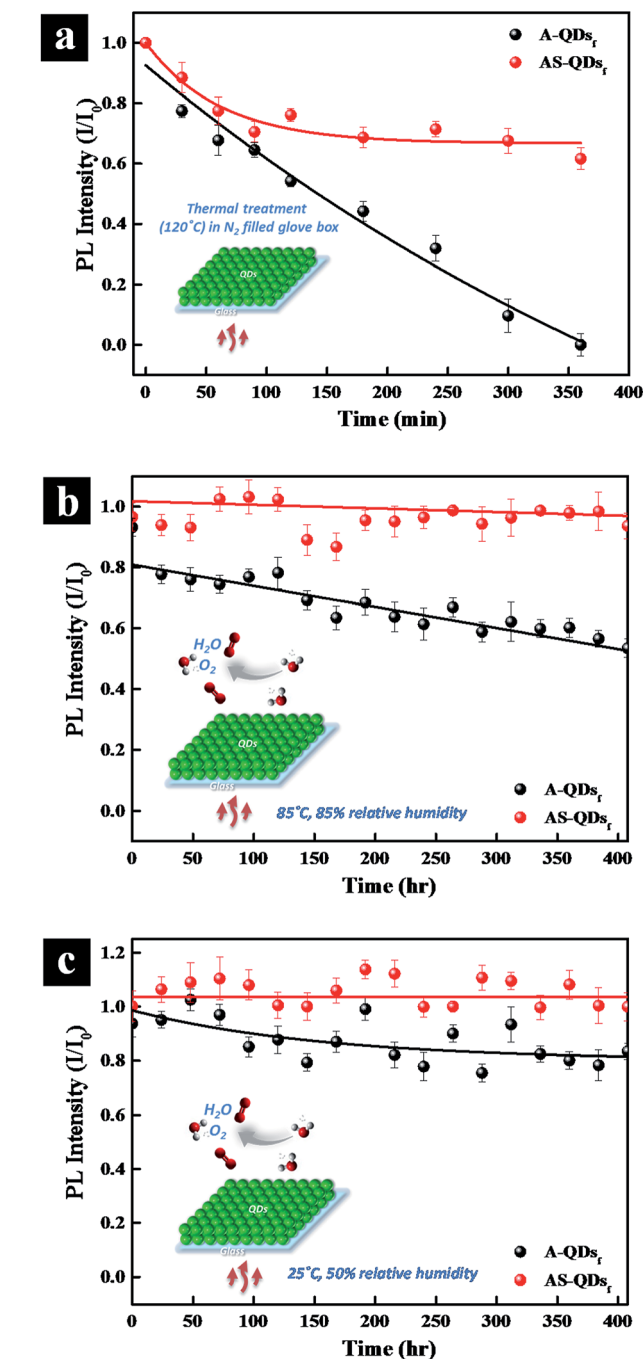 a
A-QDsf
AS-QDsf
PL Intensity (I/I0)
1.0
0.8
0.6
0.4
0.2
0.0
Thermal treatment
(120˚C) in N2 filled glove box
QDs
Glass
0 50 100 150 200 250 300 350 400
Time (min)
b
PL Intensity (I/I0)
1.0
0.8
0.6
0.4
0.2
0.0
H2O
O2
QDs
Glass
A-QDsf
AS-QDsf
85˚C, 85% relative humidity
0 50 100 150 200 250 300 350 400
Time (hr)
c
PL Intensity (I/I0)
1.2
1.0
0.8
0.6
0.4
0.2
0.0
H2O
O2
QDs
Glass
A-QDsf
AS-QDsf
25˚C, 50% relative humidity
0 50 100 150 200 250 300 350 400
Time (hr)